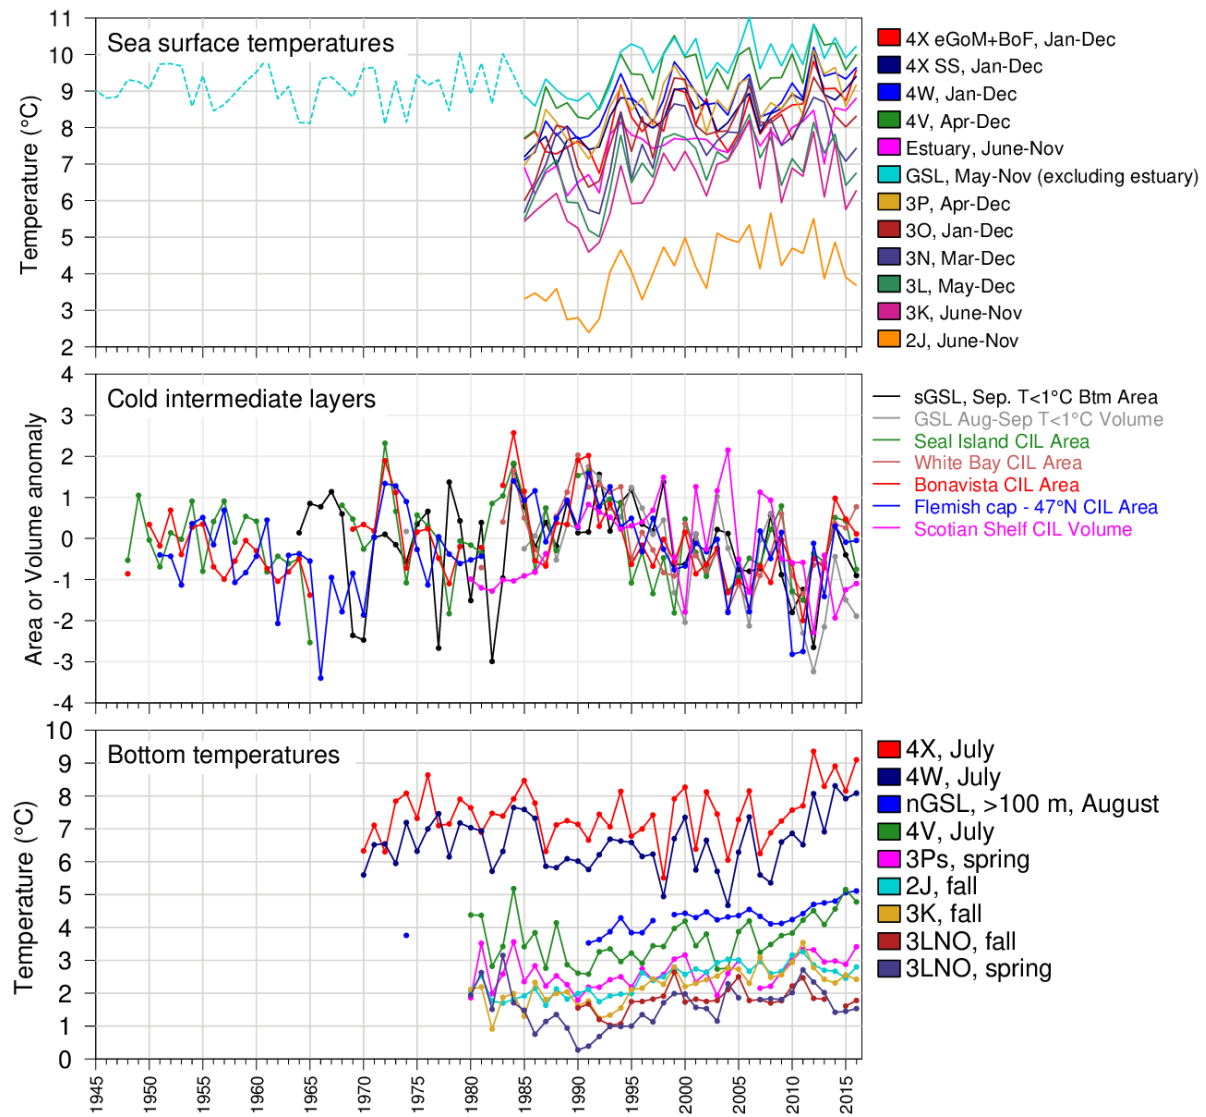 Sea surface temperatures
Temperature (°C)
11
10
9
8
7
6
5
4
3
2
4X eGoM+BoF, Jan-Dec
4X SS, Jan-Dec
4W, Jan-Dec
4V, Apr-Dec
Estuary, June-Nov
GSL, May-Nov (excluding estuary)
3P, Apr-Dec
3O, Jan-Dec
3N, Mar-Dec
3L, May-Dec
3K, June-Nov
2J, June-Nov
Cold intermediate layers
Area or Volume anomaly
4
3
2
1
0
-1
-2
-3
-4
sGSL, Sep. T<1°C Btm Area
GSL Aug-Sep T<1°C Volume
Seal Island CIL Area
White Bay CIL Area
Bonavista CIL Area
Flemish cap - 47°N CIL Area
Scotian Shelf CIL Volume
Bottom temperatures
Temperature (°C)
10
9
8
7
6
5
4
3
2
1
0
4X, July
4W, July
nGSL, >100 m, August
4V, July
3Ps, spring
2J, fall
3K, fall
3LNO, fall
3LNO, spring
1945
1950
1955
1960
1965
1970
1975
1980
1985
1990
1995
2000
2005
2010
2015